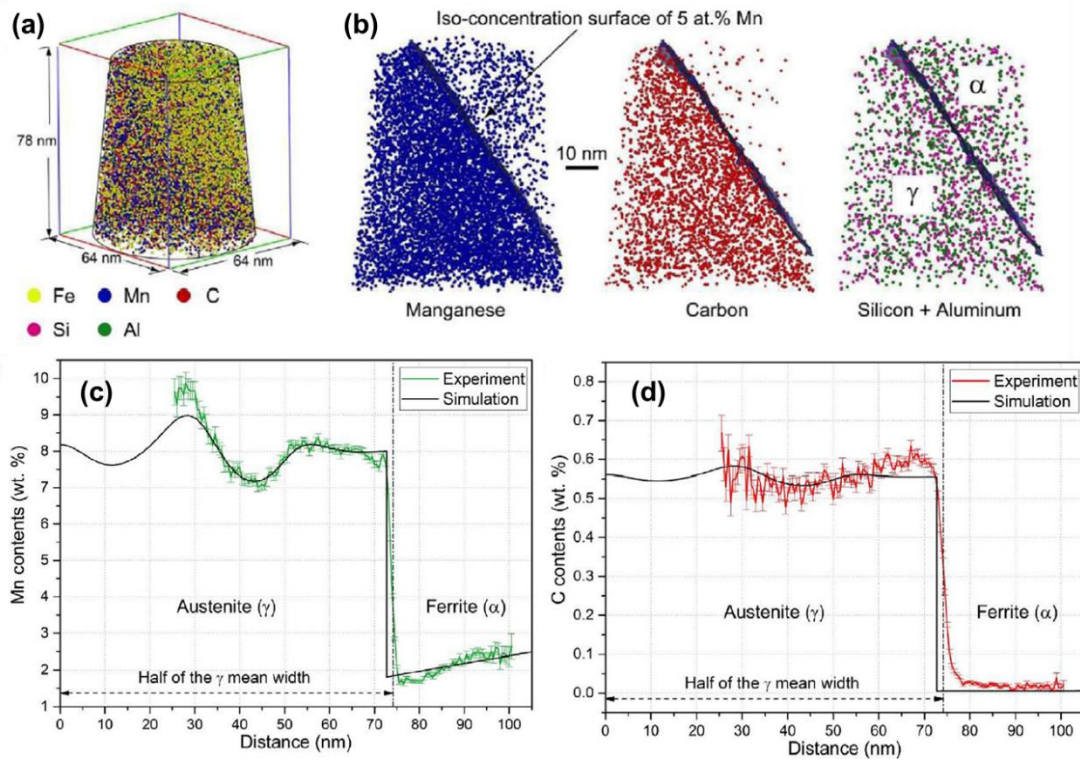 (a)
78 nm
64 nm
64 nm
Fe Mn C
Si Al
(b)
Iso-concentration surface of 5 at.% Mn
10 nm
α
γ
Manganese
Carbon
Silicon + Aluminum
(c)
Experiment
Simulation
Mn contents (wt. %)
10
9
8
7
6
5
4
3
2
1
Austenite (γ)
Ferrite (α)
Half of the γ mean width
0 10 20 30 40 50 60 70 80 90 100
Distance (nm)
(d)
Experiment
Simulation
C contents (wt. %)
0.8
0.7
0.6
0.5
0.4
0.3
0.2
0.1
0.0
Austenite (γ)
Ferrite (α)
Half of the γ mean width
0 10 20 30 40 50 60 70 80 90 100
Distance (nm)